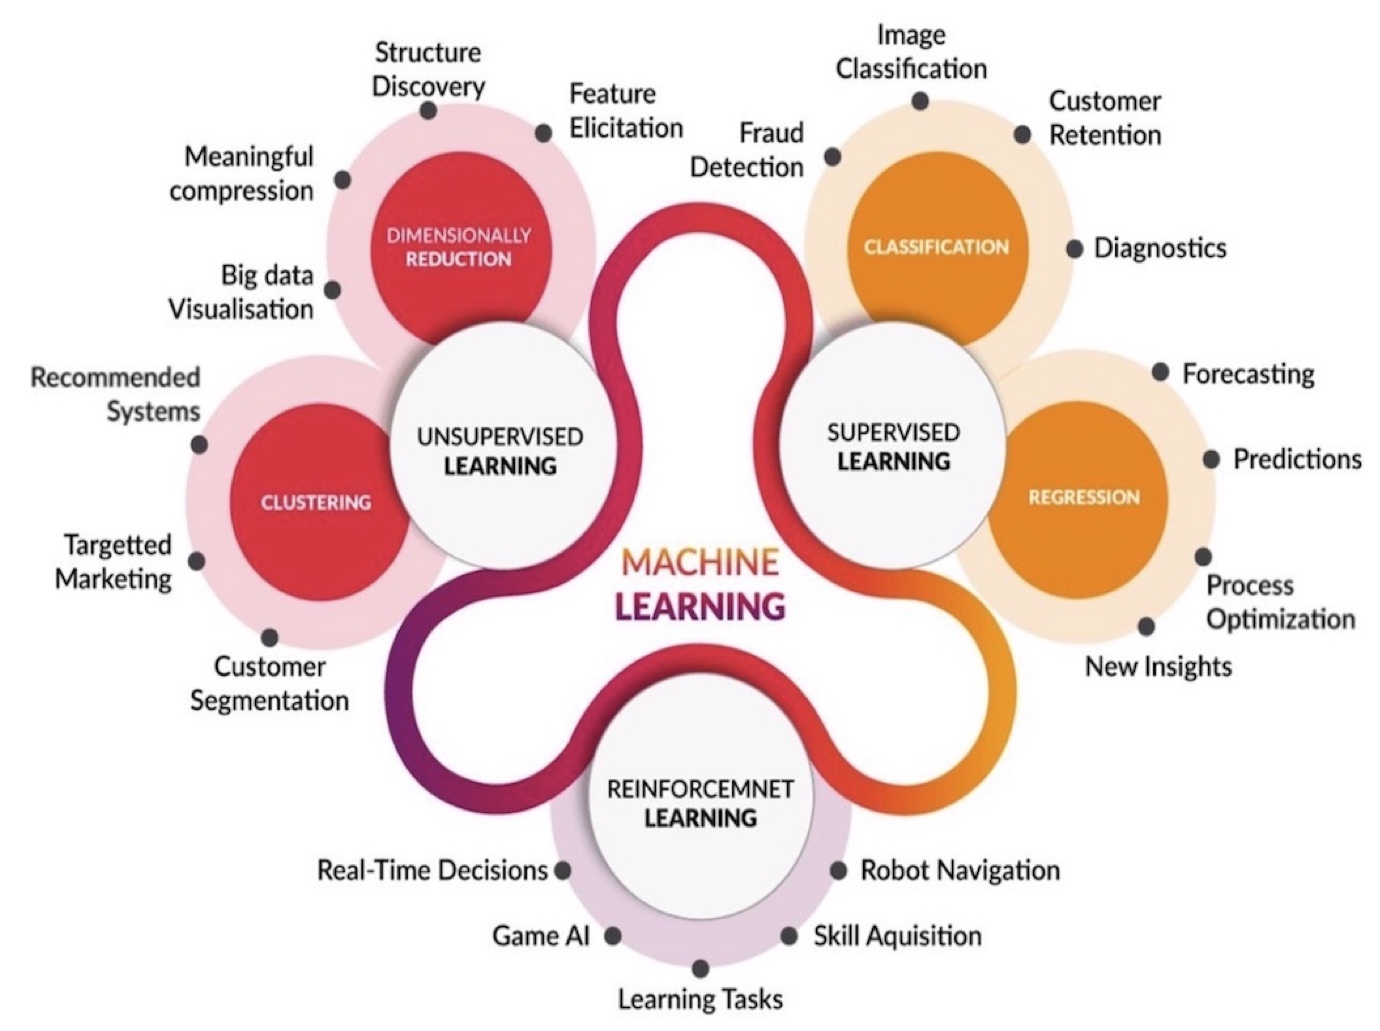 Structure
Discovery
Feature
Elicitation
Meaningful
compression
Big data
Visualisation
DIMENSIONALLY
REDUCTION
Recommended
Systems
Targetted
Marketing
Customer
Segmentation
CLUSTERING
UNSUPERVISED
LEARNING
Image
Classification
Fraud
Detection
Customer
Retention
Diagnostics
CLASSIFICATION
SUPERVISED
LEARNING
Forecasting
Predictions
Process
Optimization
New Insights
REGRESSION
MACHINE
LEARNING
REINFORCEMNET
LEARNING
Real-Time Decisions
Game AI
Learning Tasks
Skill Aquisition
Robot Navigation